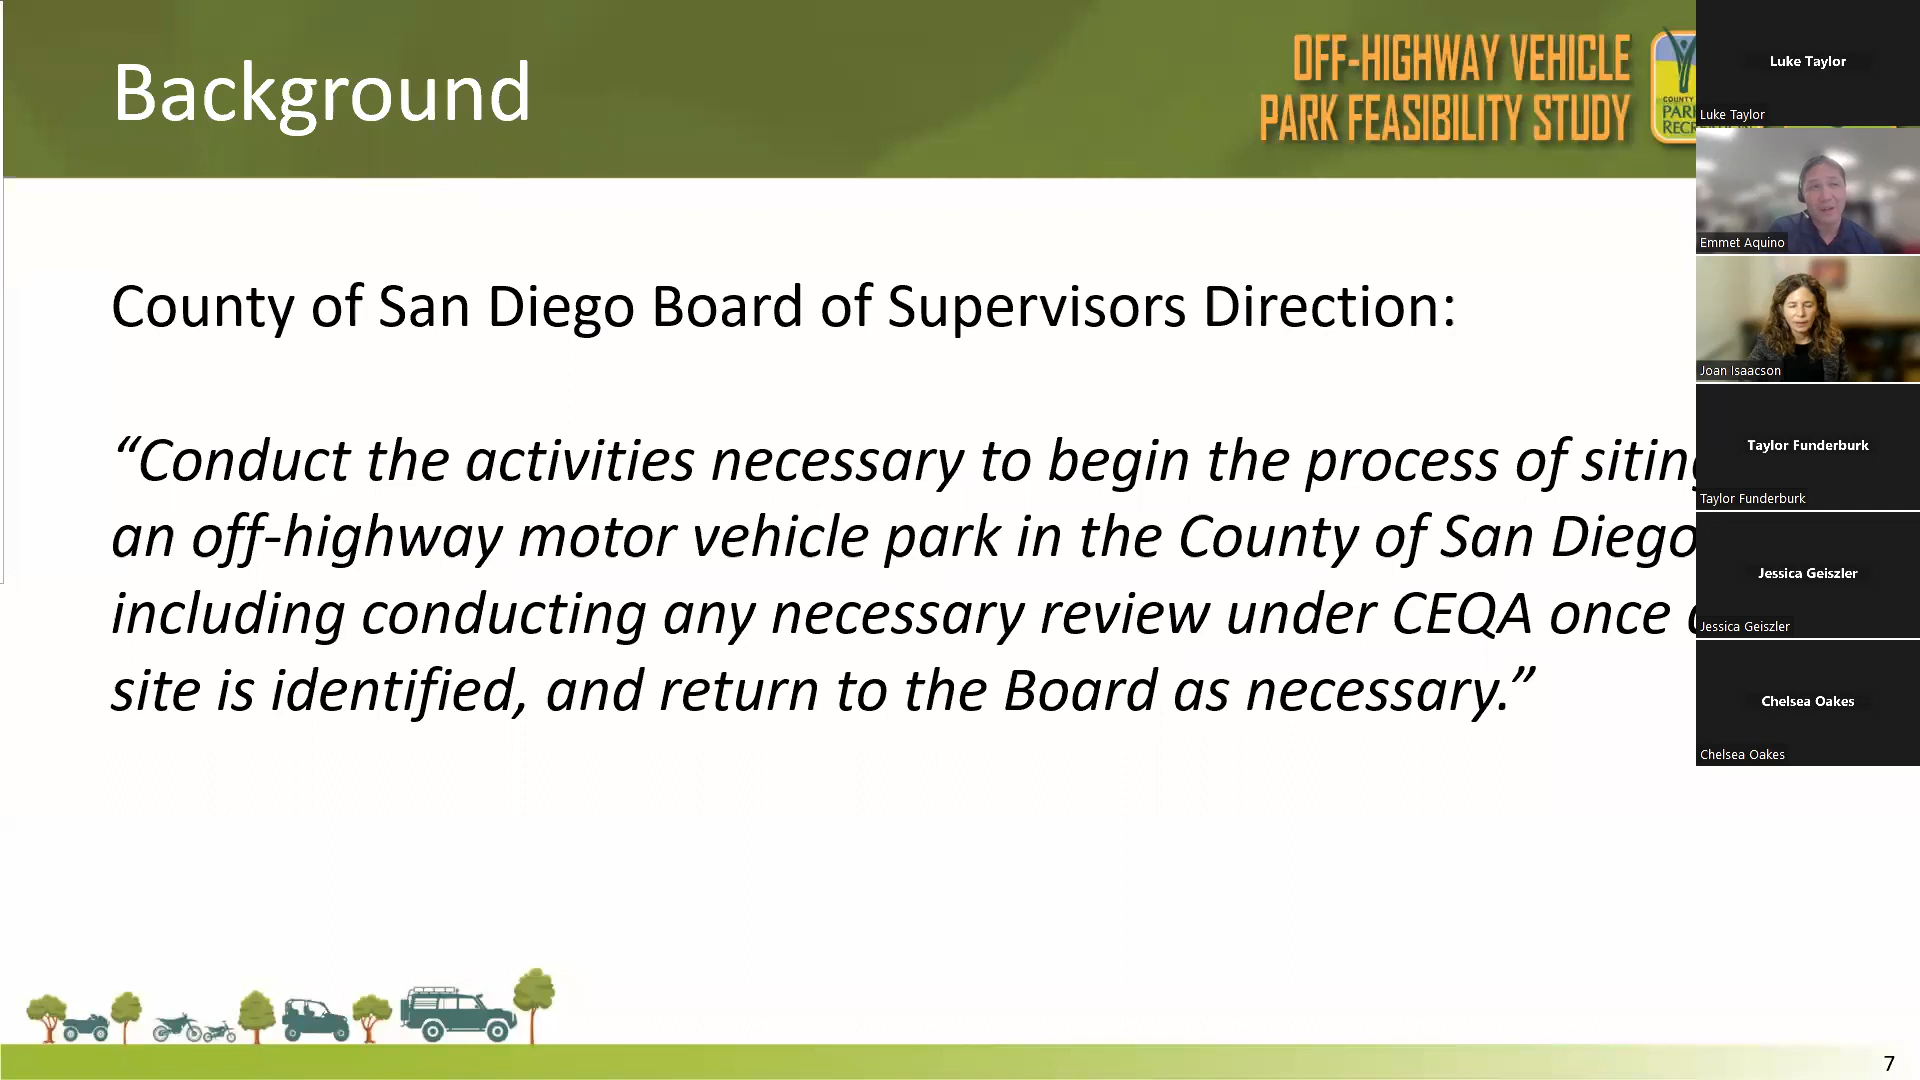 Background
OFF-HIGHWAY VEHICLE
PARK FEASIBILITY STUDY
COUNTY
County of San Diego Board of Supervisors Direction:
“Conduct the activities necessary to begin the process of siting
an off-highway motor vehicle park in the County of San Diego
including conducting any necessary review under CEQA once
site is identified, and return to the Board as necessary.”
7
Luke Taylor
Luke Taylor
Emmet Aquino
Joan Isaacson
Taylor Funderburk
Taylor Funderburk
Jessica Geiszler
Jessica Geiszler
Chelsea Oakes
Chelsea Oakes